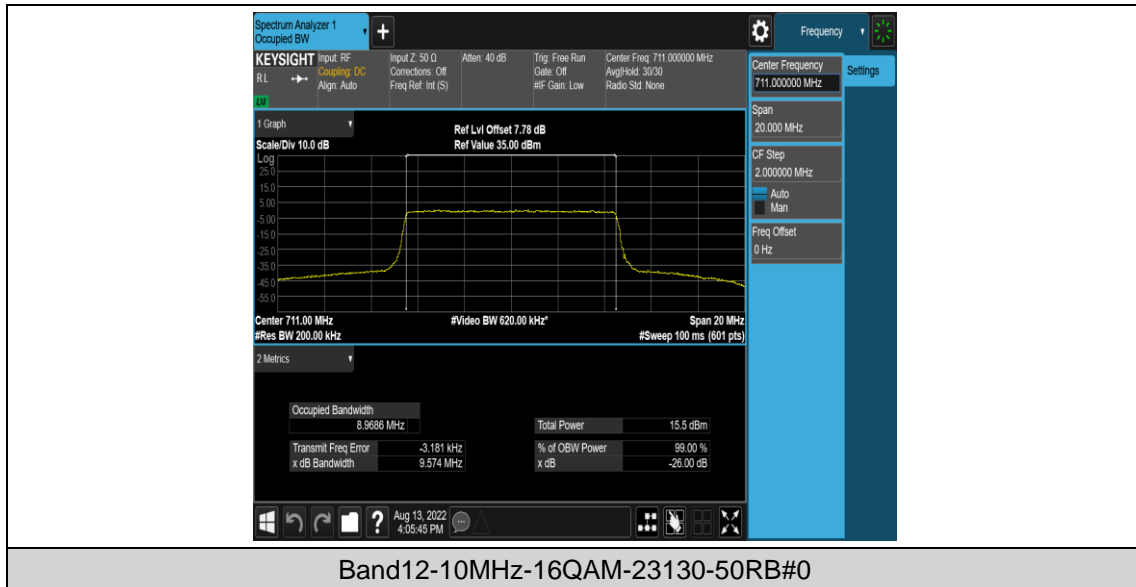 Spectrum Analyzer 1
Occupied BW
+
Frequency
KEYSIGHT
RL
LXI
Input: RF
Coupling: DC
Align: Auto
Input Z: 50 Ω
Corrections: Off
Freq Ref: Int (S)
Atten: 40 dB
Trig: Free Run
Gate: Off
#IF Gain: Low
Center Freq: 711.000000 MHz
Avg|Hold: 30/30
Radio Std: None
Center Frequency
711.000000 MHz
Settings
Span
20.000 MHz
CF Step
2.000000 MHz
Auto
Man
Freq Offset
0 Hz
1 Graph
Scale/Div 10.0 dB
Ref Lvl Offset 7.78 dB
Ref Value 35.00 dBm
Log
25.0
15.0
5.00
-5.00
-15.0
-25.0
-35.0
-45.0
-55.0
Center 711.00 MHz
#Video BW 620.00 kHz*
Span 20 MHz
#Res BW 200.00 kHz
#Sweep 100 ms (601 pts)
2 Metrics
Occupied Bandwidth
8.9686 MHz
Total Power 15.5 dBm
Transmit Freq Error -3.181 kHz
% of OBW Power 99.00 %
x dB Bandwidth 9.574 MHz
x dB -26.00 dB
?
Aug 13, 2022
4:05:45 PM
Band12-10MHz-16QAM-23130-50RB#0